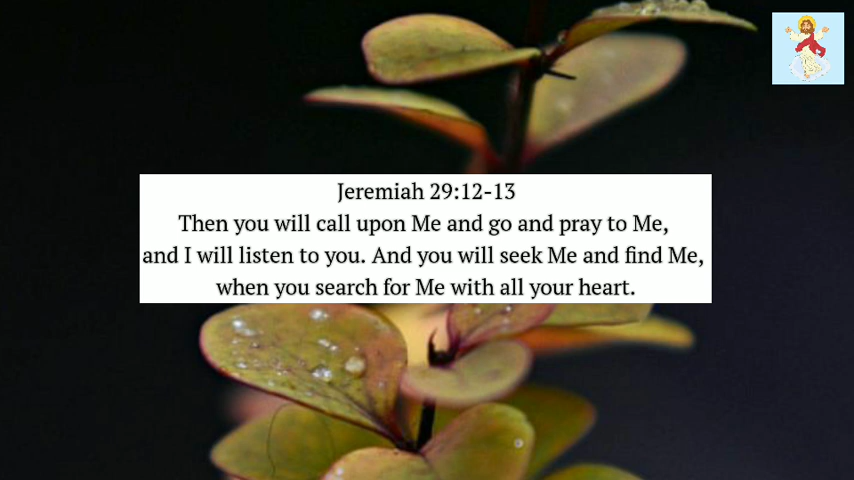 Jeremiah 29:12-13
Then you will call upon Me and go and pray to Me,
and I will listen to you. And you will seek Me and find Me,
when you search for Me with all your heart.